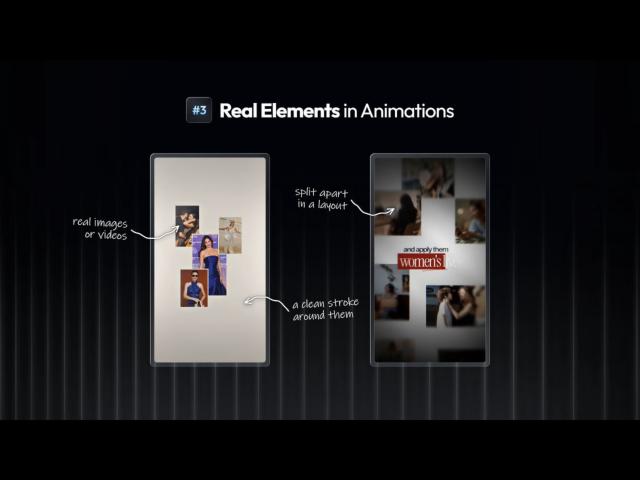 #3 Real Elements in Animations
real images
or videos
a clean stroke
around them
split apart
in a layout
and apply them
women's